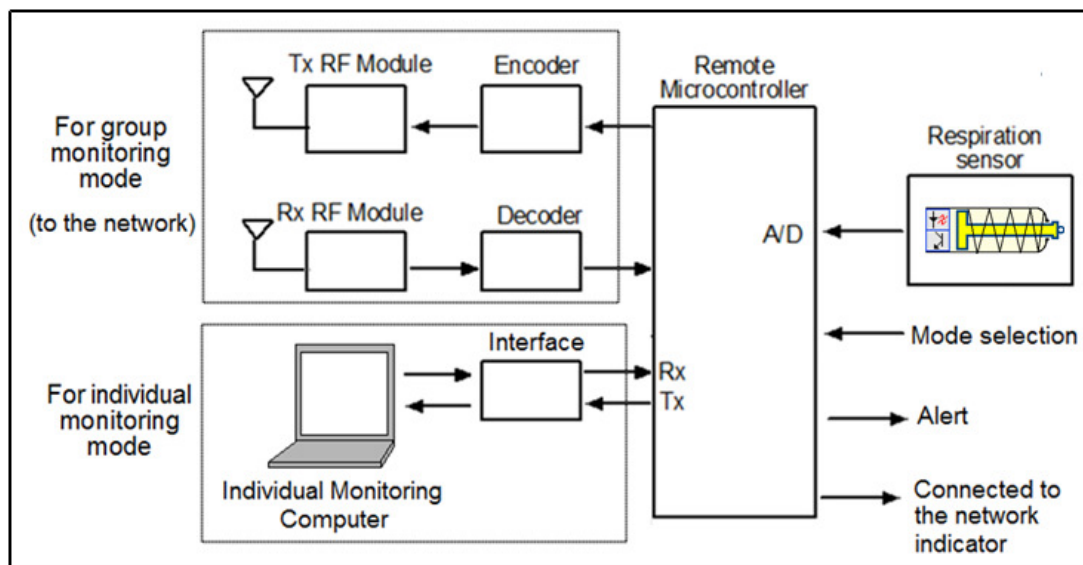 Tx RF Module
Encoder
Remote
Microcontroller
For group
monitoring
mode
(to the network)
Respiration
sensor
Rx RF Module
Decoder
A/D
Interface
Mode selection
For individual
monitoring
mode
Rx
Tx
Alert
Individual Monitoring
Computer
Connected to
the network
indicator